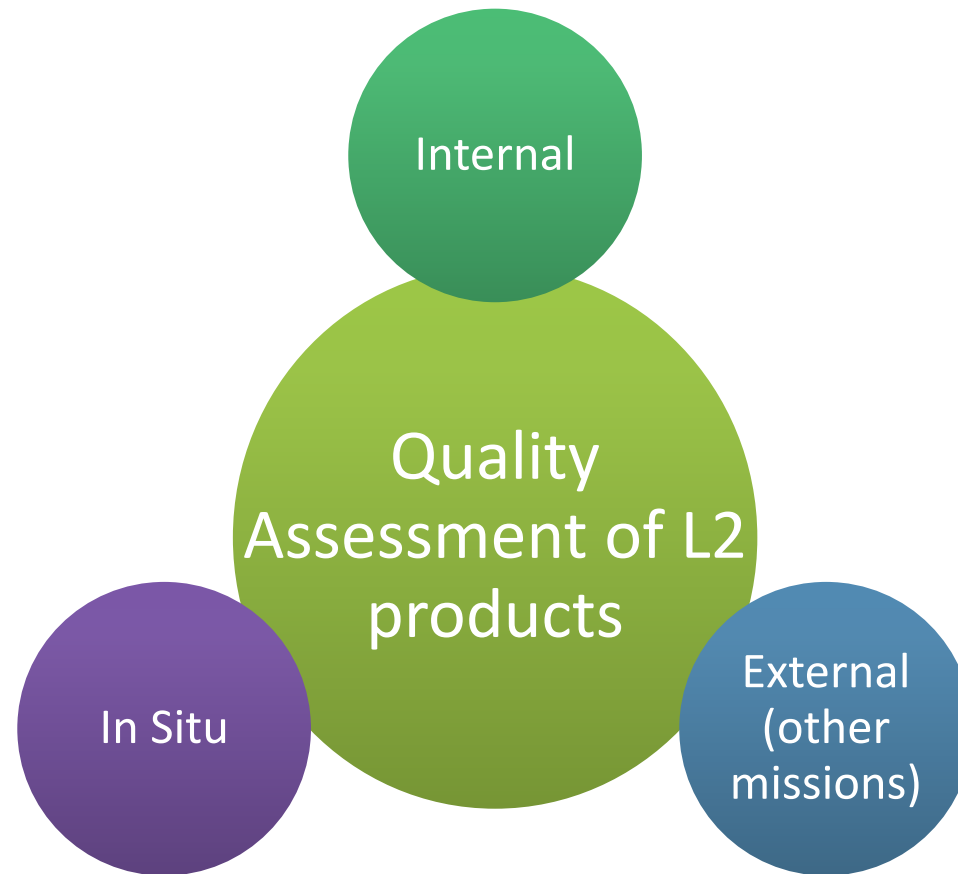 Internal
Quality
Assessment of L2
products
In Situ
External
(other
missions)